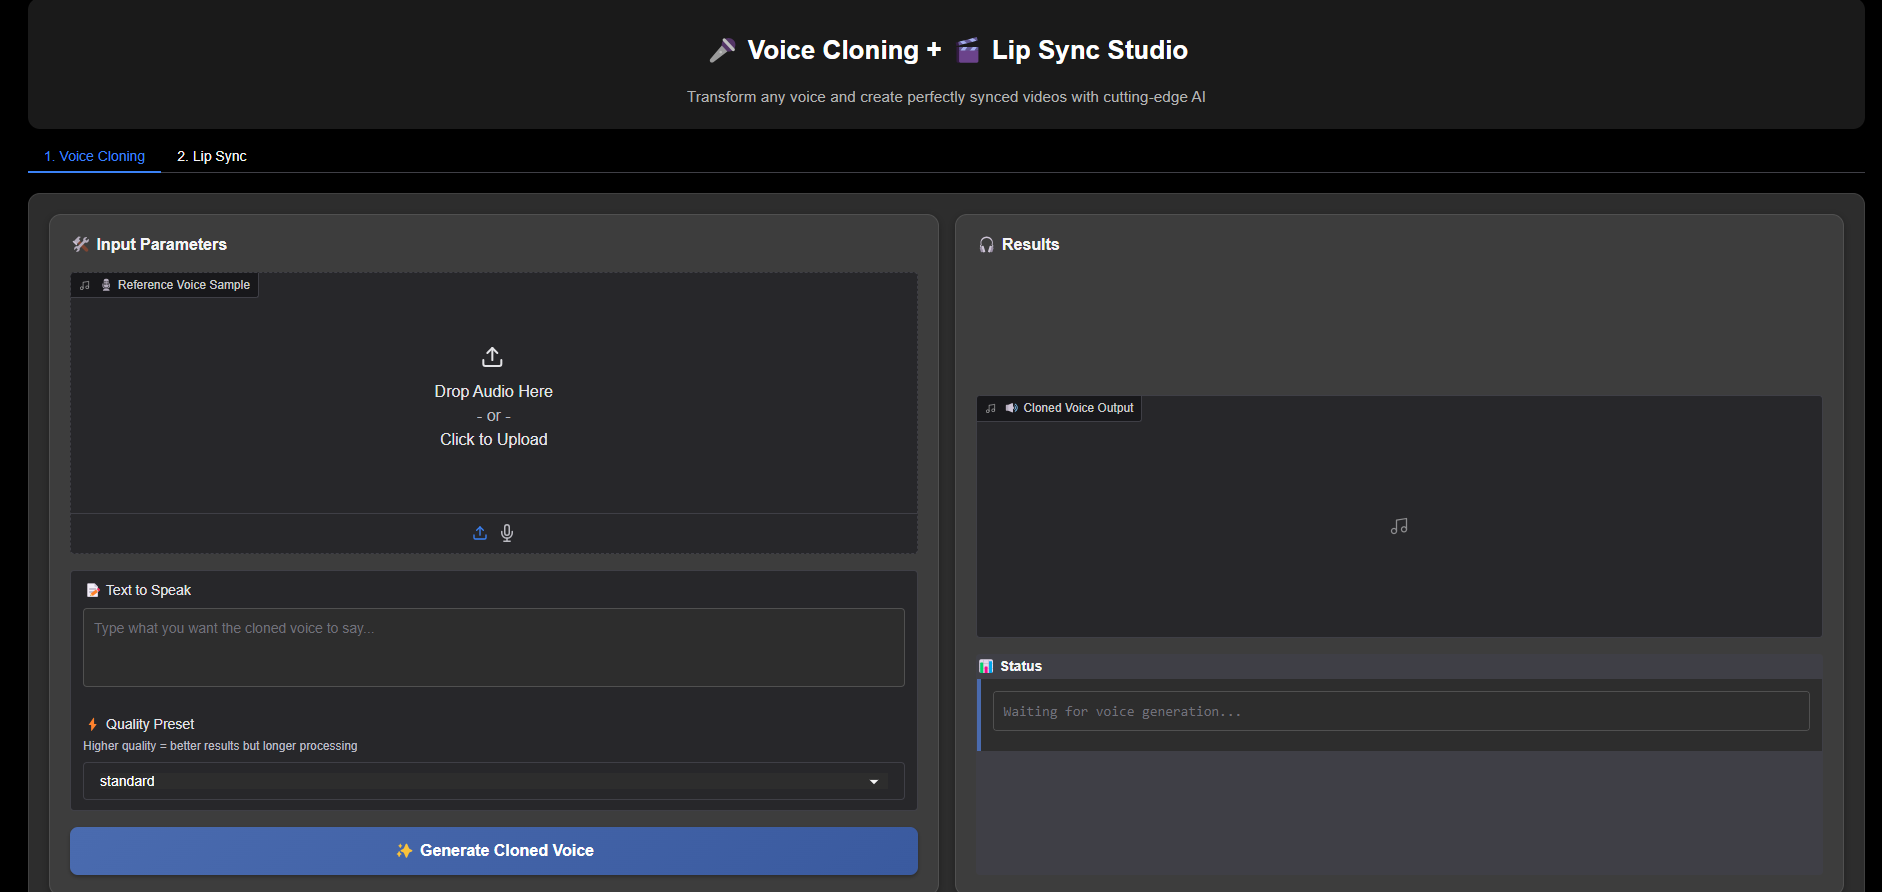 🎤 Voice Cloning + 🎬 Lip Sync Studio
Transform any voice and create perfectly synced videos with cutting-edge AI
1. Voice Cloning
2. Lip Sync
🛠️ Input Parameters
🎙️ Reference Voice Sample
Drop Audio Here
- or -
Click to Upload
📝 Text to Speak
Type what you want the cloned voice to say...
⚡ Quality Preset
Higher quality = better results but longer processing
standard
✨ Generate Cloned Voice
🎧 Results
🔊 Cloned Voice Output
📊 Status
Waiting for voice generation...